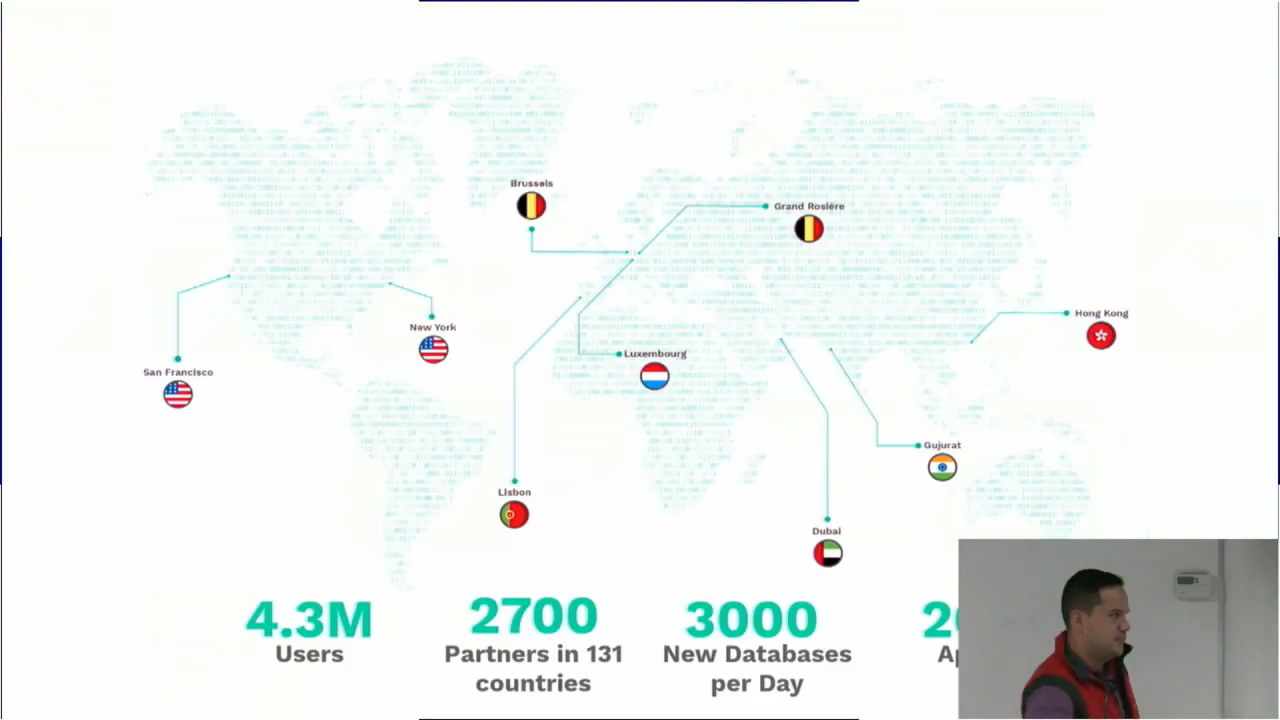 Brussels
Grand Rosière
New York
Hong Kong
Luxembourg
San Francisco
Gujurat
Lisbon
Dubai
4.3M
Users
2700
Partners in 131
countries
3000
New Databases
per Day